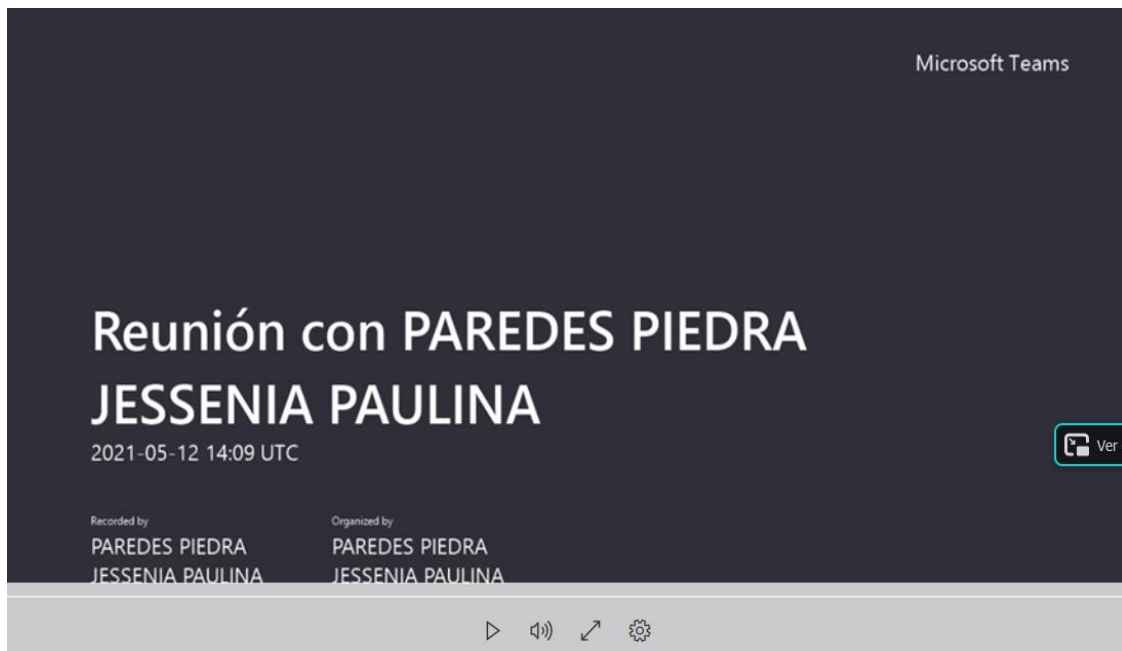 Microsoft Teams
Reunión con PAREDES PIEDRA
JESSENIA PAULINA
2021-05-12 14:09 UTC
Ver
Recorded by
Organized by
PAREDES PIEDRA
PAREDES PIEDRA
JESSENIA PAULINA
JESSENIA PAULINA